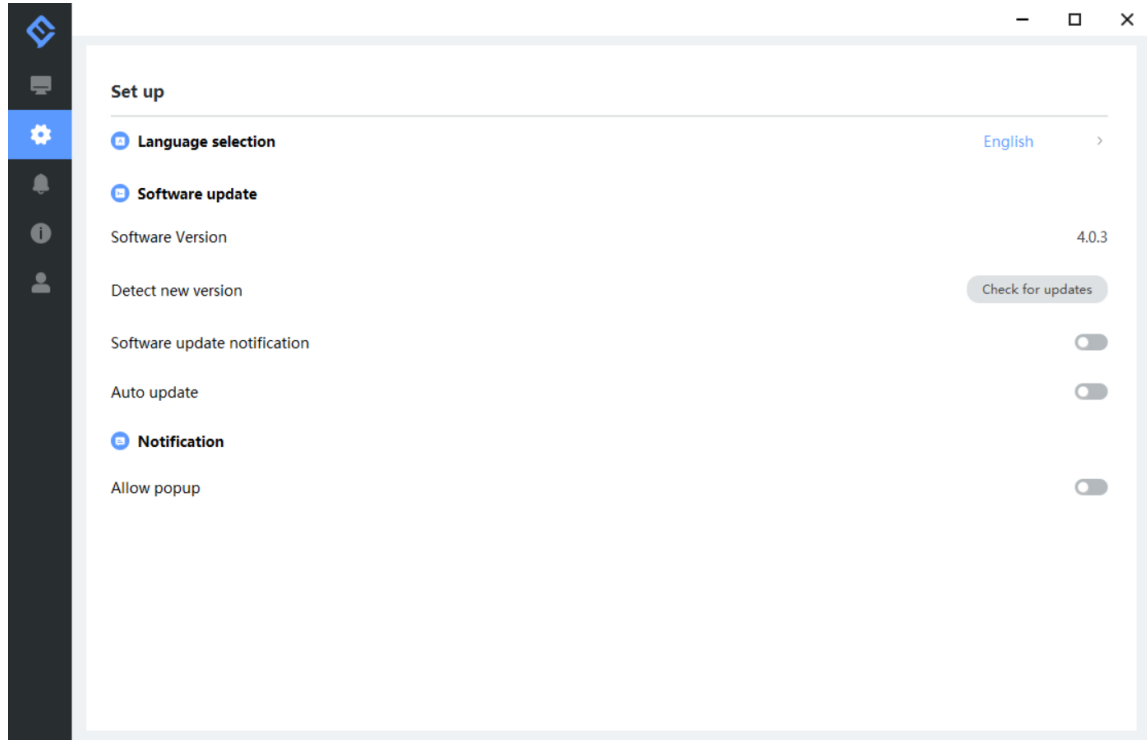 Set up
Language selection English
Software update
Software Version 4.0.3
Detect new version Check for updates
Software update notification
Auto update
Notification
Allow popup